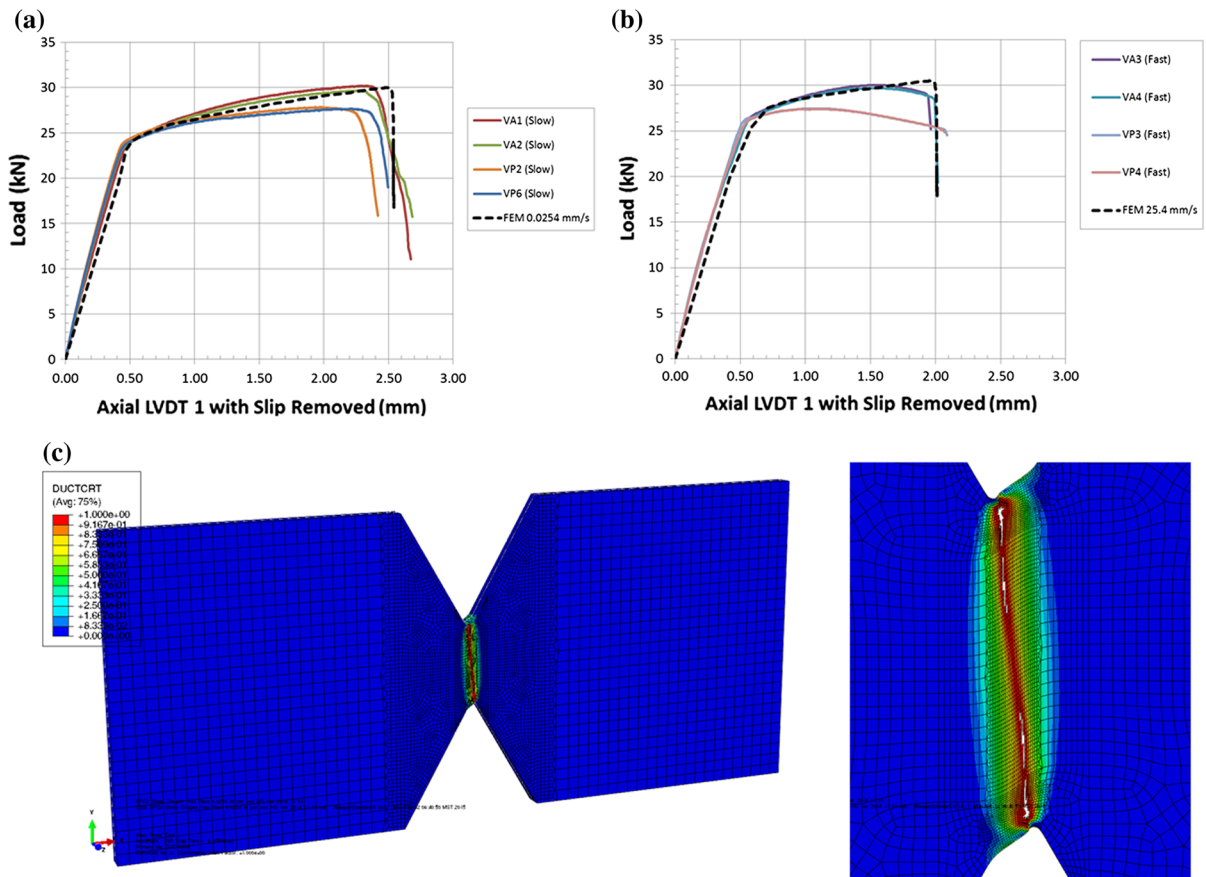 (a)
(b)
35
30
25
20
15
10
5
0
0.00 0.50 1.00 1.50 2.00 2.50 3.00
Load (kN)
Axial LVDT 1 with Slip Removed (mm)
VA1 (Slow)
VA2 (Slow)
VP2 (Slow)
VP6 (Slow)
FEM 0.0254 mm/s
35
30
25
20
15
10
5
0
0.00 0.50 1.00 1.50 2.00 2.50 3.00
Load (kN)
Axial LVDT 1 with Slip Removed (mm)
VA3 (Fast)
VA4 (Fast)
VP3 (Fast)
VP4 (Fast)
FEM 25.4 mm/s
(c)
DUCTCRT
(Avg: 75%)
+1.000e+00
+9.167e-01
+0.000e+00
Y
Z